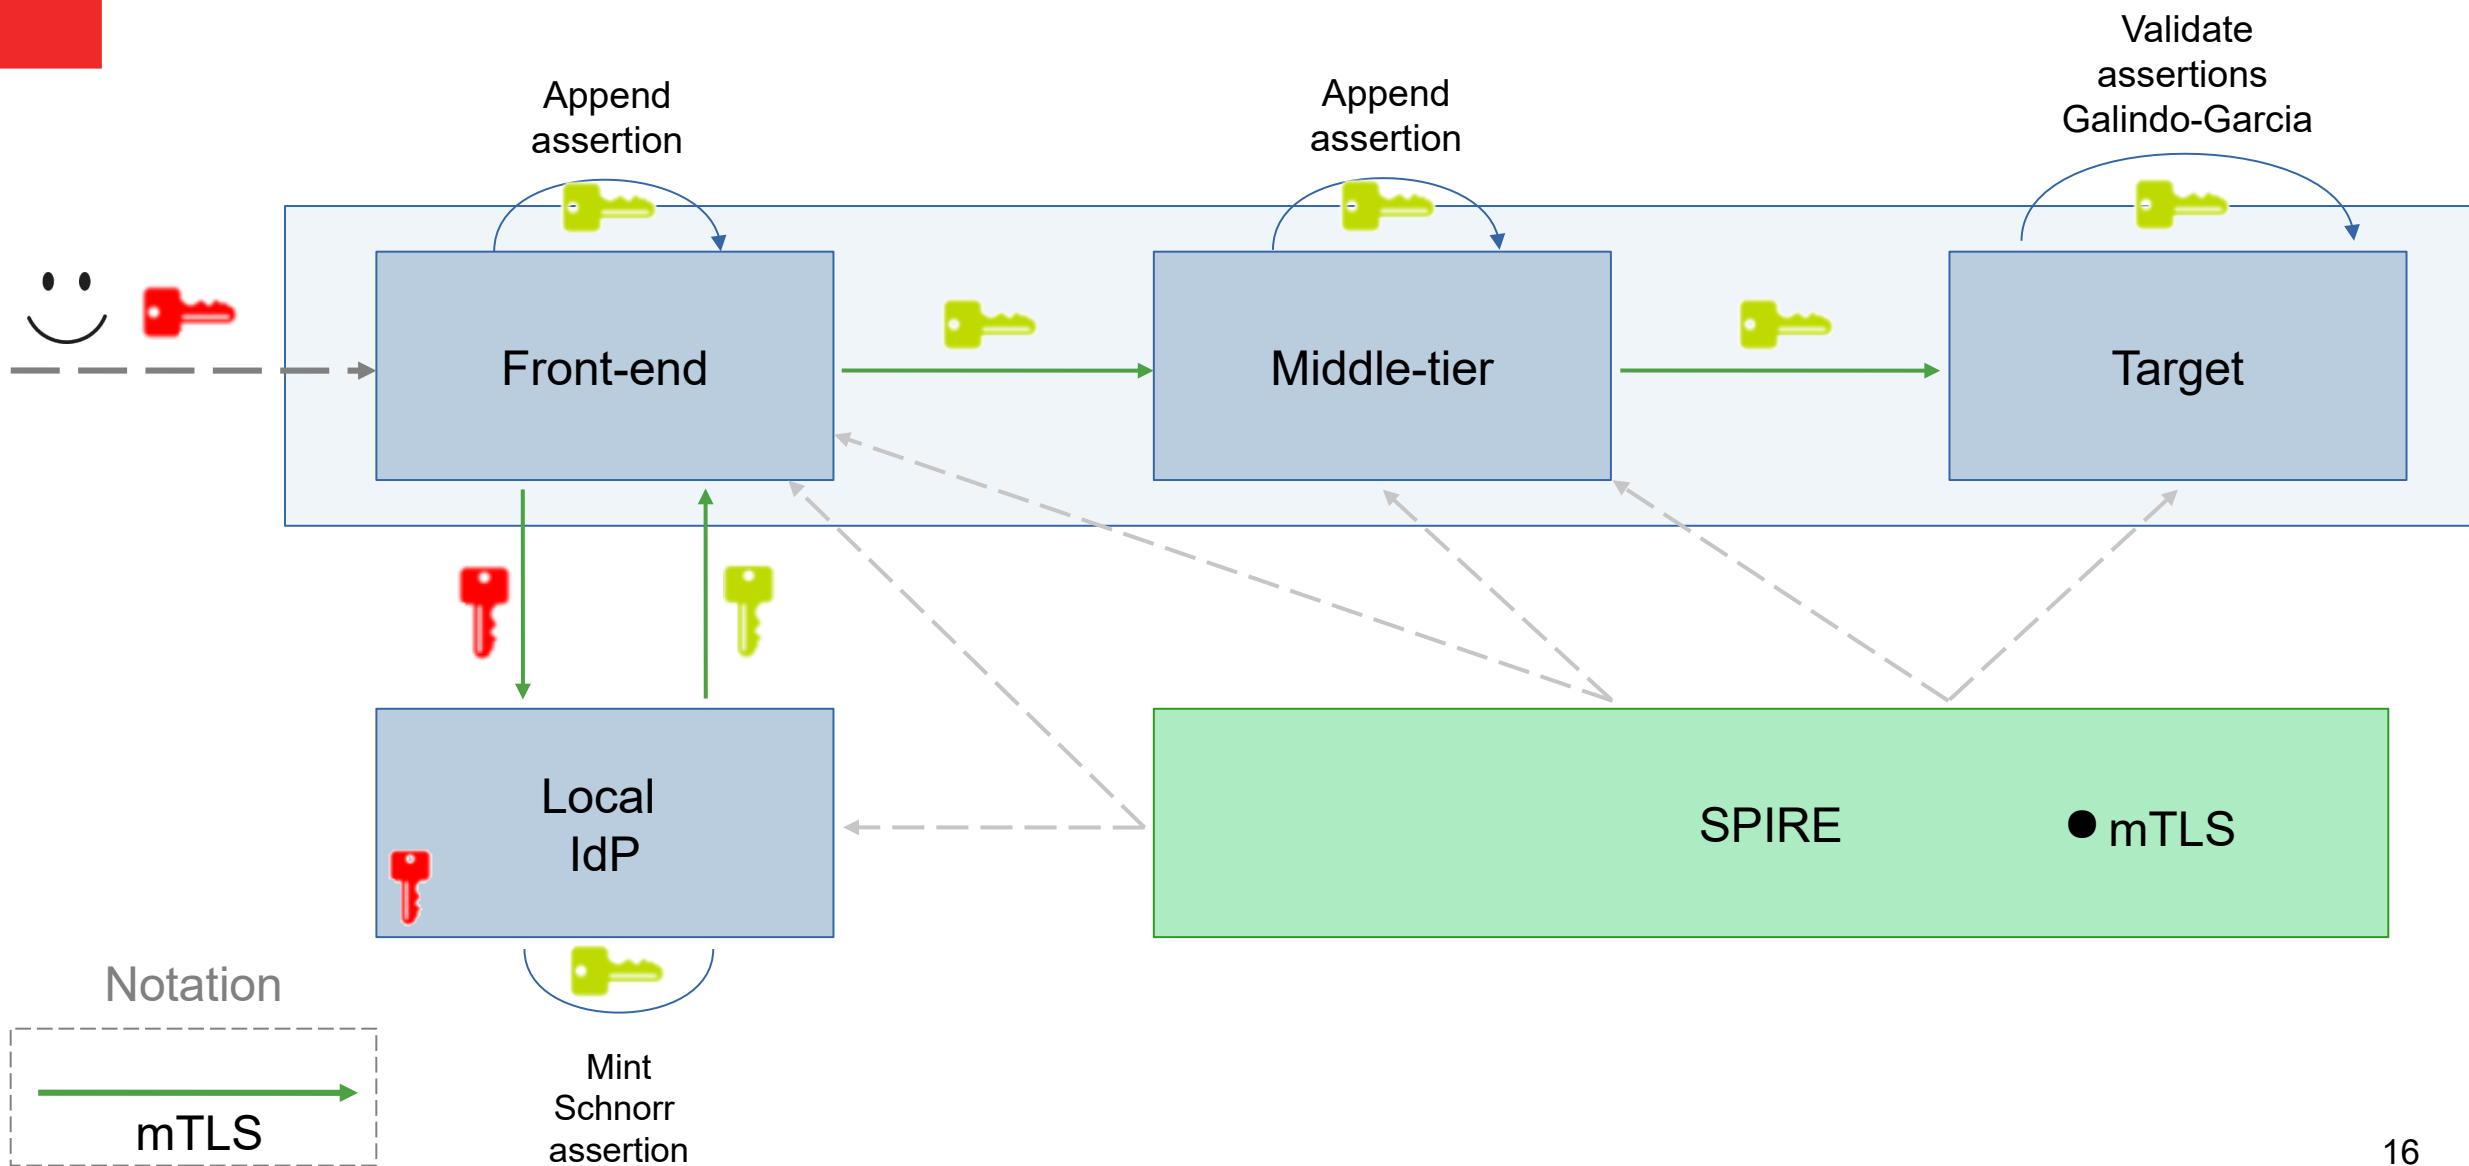 Append
assertion
Append
assertion
Validate
assertions
Galindo-Garcia
Front-end
Middle-tier
Target
Local
IdP
SPIRE
● mTLS
Notation
mTLS
Mint
Schnorr
assertion
16